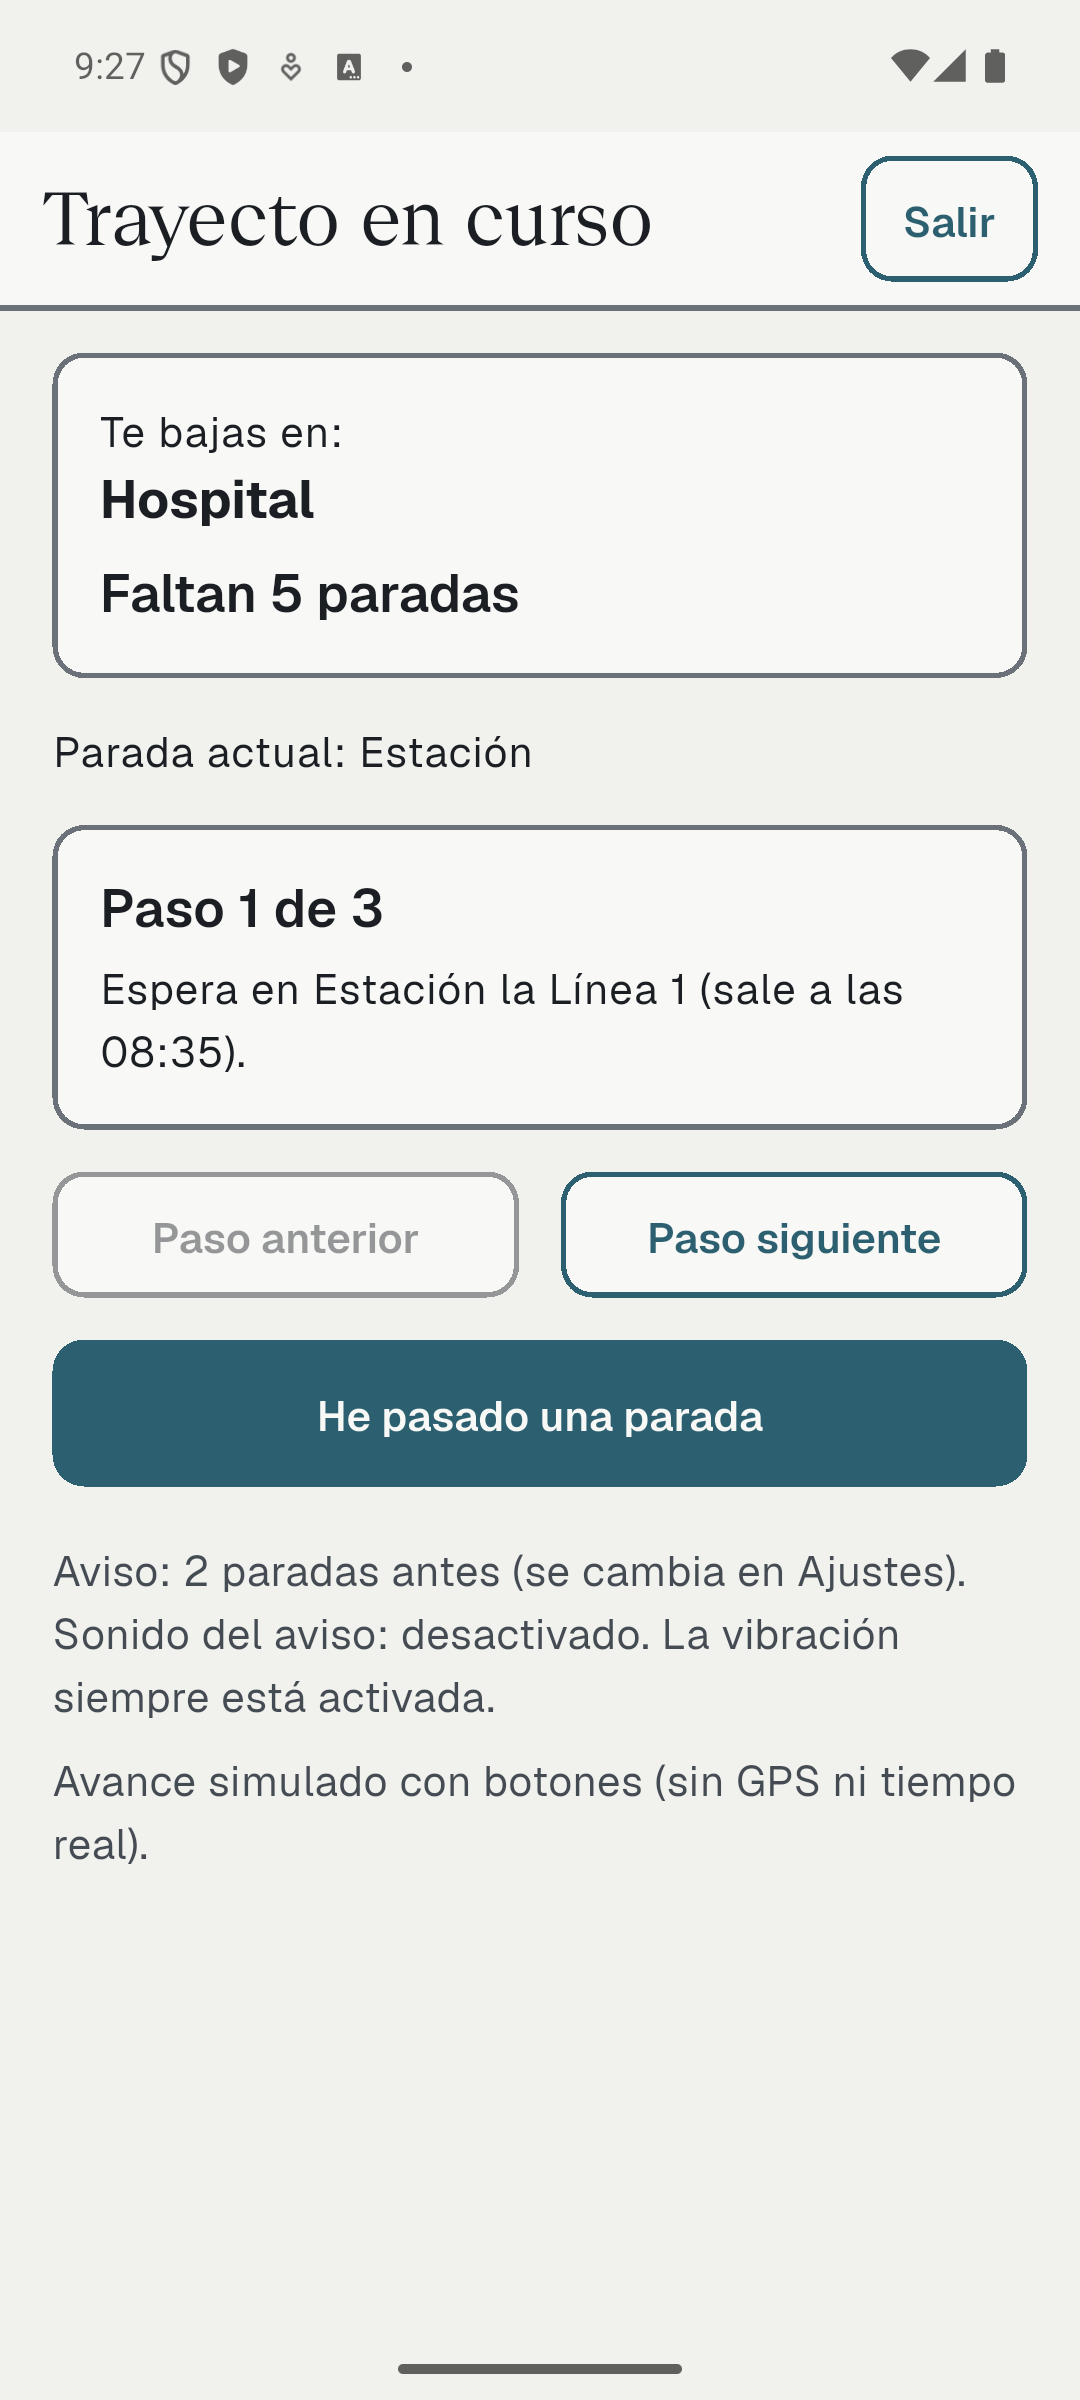 9:27
Trayecto en curso
Salir
Te bajas en:
Hospital
Faltan 5 paradas
Parada actual: Estación
Paso 1 de 3
Espera en Estación la Línea 1 (sale a las
08:35).
Paso anterior
Paso siguiente
He pasado una parada
Aviso: 2 paradas antes (se cambia en Ajustes).
Sonido del aviso: desactivado. La vibración
siempre está activada.
Avance simulado con botones (sin GPS ni tiempo
real).